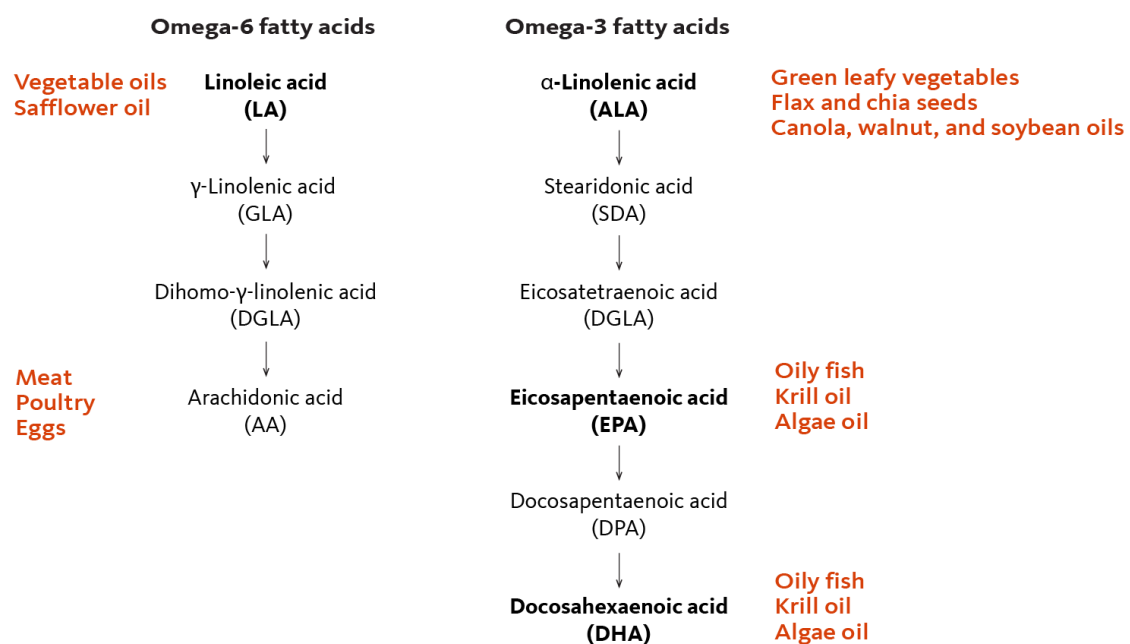 Omega-6 fatty acids
Omega-3 fatty acids
Vegetable oils
Safflower oil
Linoleic acid
(LA)
α-Linolenic acid
(ALA)
Green leafy vegetables
Flax and chia seeds
Canola, walnut, and soybean oils
γ-Linolenic acid
(GLA)
Stearidonic acid
(SDA)
Dihomo-γ-linolenic acid
(DGLA)
Eicosatetraenoic acid
(DGLA)
Meat
Poultry
Eggs
Arachidonic acid
(AA)
Eicosapentaenoic acid
(EPA)
Oily fish
Krill oil
Algae oil
Docosapentaenoic acid
(DPA)
Docosahexaenoic acid
(DHA)
Oily fish
Krill oil
Algae oil